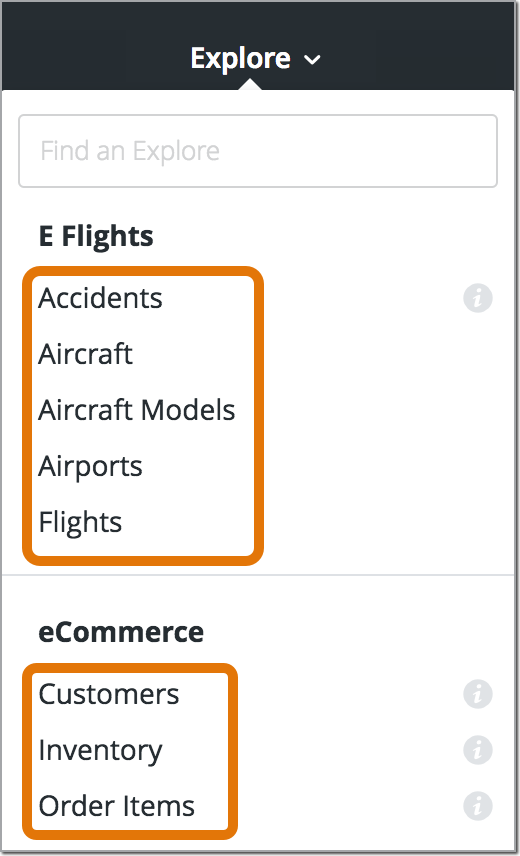 Explore
Find an Explore
E Flights
Accidents
Aircraft
Aircraft Models
Airports
Flights
eCommerce
Customers
Inventory
Order Items